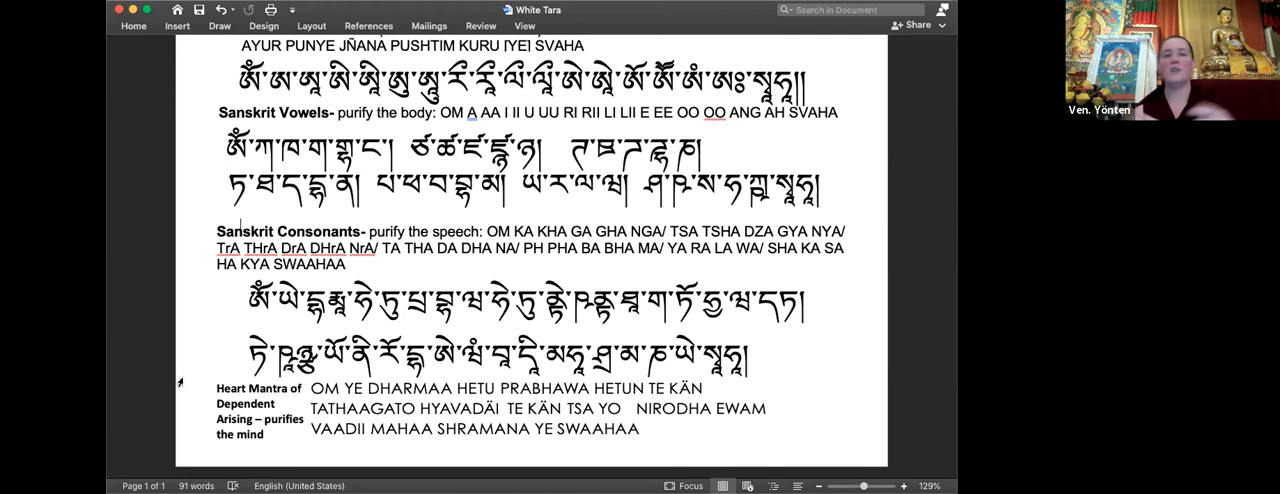 White Tara
Search in Document
Home Insert Draw Design Layout References Mailings Review View
Share
AYUR PUNYE JÑANA PUSHTIM KURU [YE] SVAHA
ཨོཾ་ཨ་ཨཱ་ཨི་ཨཱི་ཨུ་ཨཱུ་རྀ་རཱྀ་ལྀ་ལཱྀ་ཨེ་ཨཻ་ཨོ་ཨཽ་ཨཾ་ཨཿ་སྭཱ་ཧཱ།།
Sanskrit Vowels- purify the body: OM A AA I II U UU RI RII LI LII E EE OO OO ANG AH SVAHA
ཨོཾ་ཀ་ཁ་ག་གྷ་ང་། ཙ་ཚ་ཛ་ཛྷ་ཉ། ཊ་ཋ་ཌ་ཌྷ་ཎ།
ཏ་ཐ་ད་དྷ་ན། པ་ཕ་བ་བྷ་མ། ཡ་ར་ལ་ཝ། ཤ་ཥ་ས་ཧ་ཀྵ་སྭཱ་ཧཱ།
Sanskrit Consonants- purify the speech: OM KA KHA GA GHA NGA/ TSA TSHA DZA GYA NYA/
TrA THrA DrA DHrA NrA/ TA THA DA DHA NA/ PH PHA BA BHA MA/ YA RA LA WA/ SHA KA SA
HA KYA SWAAHAA
Heart Mantra of
Dependent
Arising – purifies
the mind
OM YE DHARMAA HETU PRABHAWA HETUN TE KÄN
TATHAAGATO HYAVADÄI TE KÄN TSA YO NIRODHA EWAM
VAADII MAHAA SHRAMANA YE SWAAHAA
Page 1 of 1 91 words English (United States) Focus 129%
Ven. Yönten